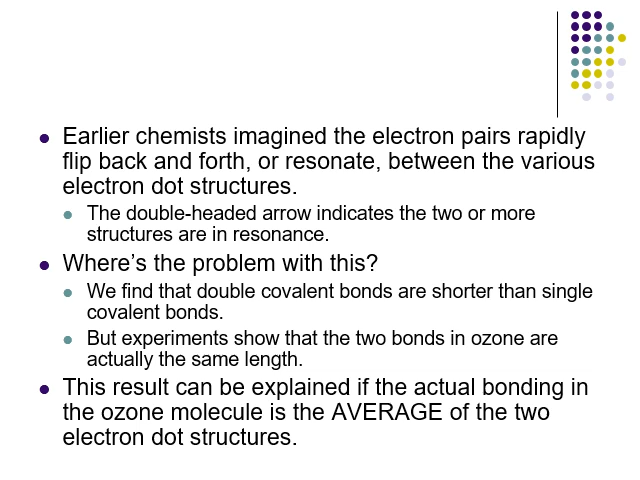 Earlier chemists imagined the electron pairs rapidly
flip back and forth, or resonate, between the various
electron dot structures.
The double-headed arrow indicates the two or more
structures are in resonance.
Where’s the problem with this?
We find that double covalent bonds are shorter than single
covalent bonds.
But experiments show that the two bonds in ozone are
actually the same length.
This result can be explained if the actual bonding in
the ozone molecule is the AVERAGE of the two
electron dot structures.